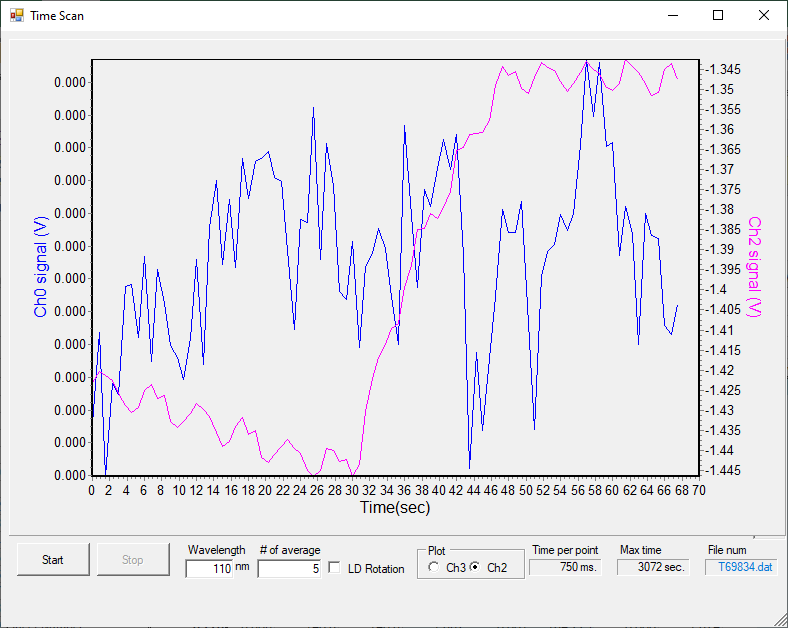 Time Scan
0.000
0.000
0.000
0.000
0.000
0.000
0.000
0.000
0.000
0.000
0.000
0.000
0.000
Ch0 signal (V)
-1.345
-1.35
-1.355
-1.36
-1.365
-1.37
-1.375
-1.38
-1.385
-1.39
-1.395
-1.4
-1.405
-1.41
-1.415
-1.42
-1.425
-1.43
-1.435
-1.44
-1.445
Ch2 signal (V)
0 2 4 6 8 10 12 14 16 18 20 22 24 26 28 30 32 34 36 38 40 42 44 46 48 50 52 54 56 58 60 62 64 66 68 70
Time(sec)
Start
Stop
Wavelength
110 nm
# of average
5
LD Rotation
Plot
Ch3 Ch2
Time per point
750 ms.
Max time
3072 sec.
File num
T69834.dat